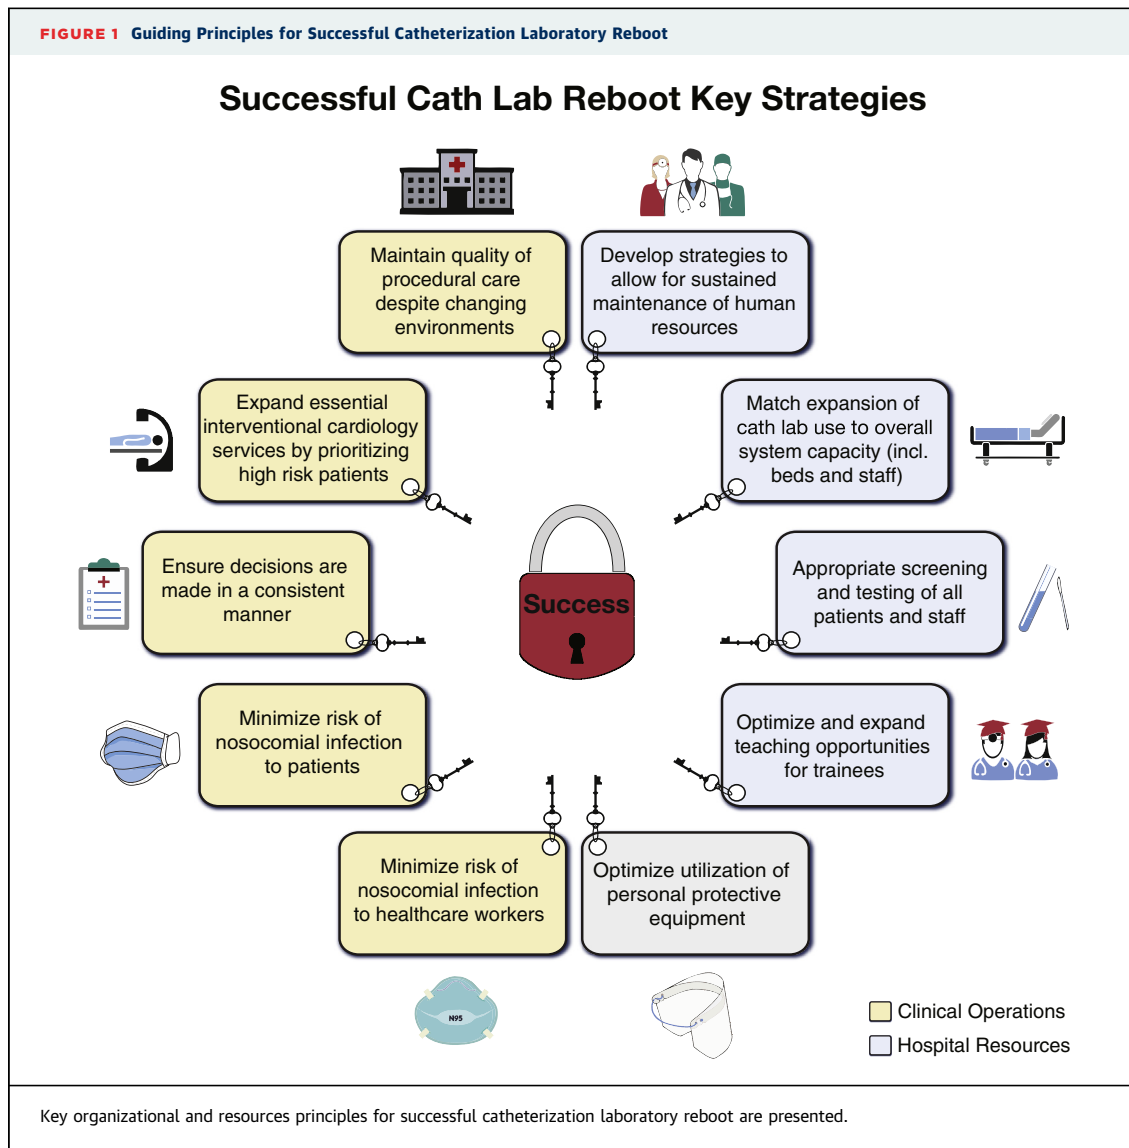 FIGURE 1 Guiding Principles for Successful Catheterization Laboratory Reboot
Successful Cath Lab Reboot Key Strategies
Maintain quality of
procedural care
despite changing
environments
Develop strategies to
allow for sustained
maintenance of human
resources
Expand essential
interventional cardiology
services by prioritizing
high risk patients
Match expansion of
cath lab use to overall
system capacity (incl.
beds and staff)
Ensure decisions are
made in a consistent
manner
Success
Appropriate screening
and testing of all
patients and staff
Minimize risk of
nosocomial infection
to patients
Optimize and expand
teaching opportunities
for trainees
Minimize risk of
nosocomial infection
to healthcare workers
Optimize utilization of
personal protective
equipment
N95
Clinical Operations
Hospital Resources
Key organizational and resources principles for successful catheterization laboratory reboot are presented.